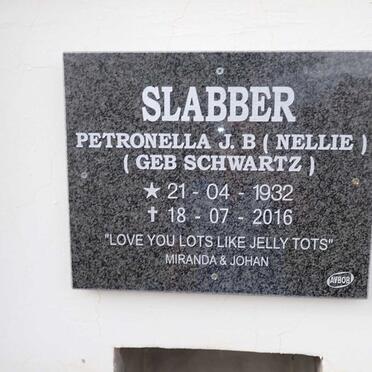 SLABBER
PETRONELLA J. B ( NELLIE )
( GEB SCHWARTZ )
★ 21 - 04 - 1932
✝ 18 - 07 - 2016
"LOVE YOU LOTS LIKE JELLY TOTS"
MIRANDA & JOHAN
AVBOB